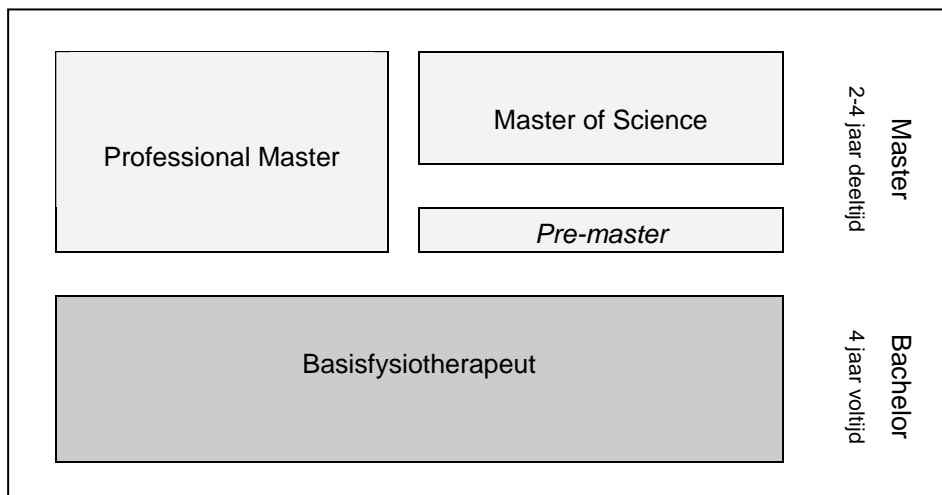 Professional Master
Master of Science
Pre-master
Master
2-4 jaar deeltijd
Basisfysiotherapeut
Bachelor
4 jaar voltijd